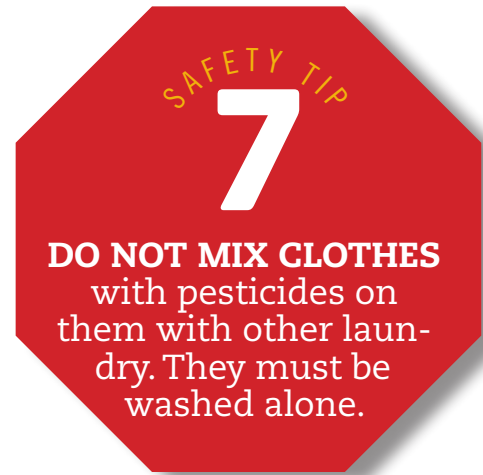 SAFETY TIP
7
DO NOT MIX CLOTHES
with pesticides on
them with other laun-
dry. They must be
washed alone.